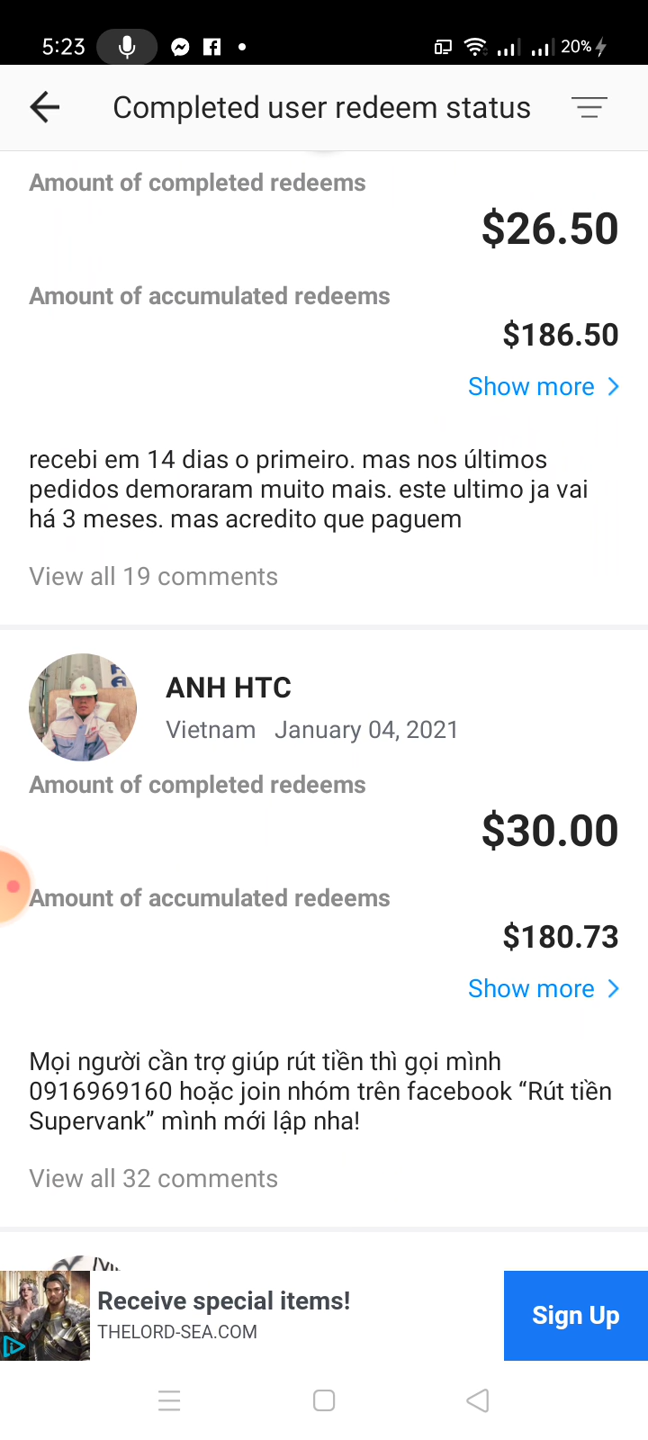 5:23
20%
Completed user redeem status
Amount of completed redeems
$26.50
Amount of accumulated redeems
$186.50
Show more
recebi em 14 dias o primeiro. mas nos últimos
pedidos demoraram muito mais. este ultimo ja vai
há 3 meses. mas acredito que paguem
View all 19 comments
ANH HTC
Vietnam January 04, 2021
Amount of completed redeems
$30.00
Amount of accumulated redeems
$180.73
Show more
Mọi người cần trợ giúp rút tiền thì gọi mình
0916969160 hoặc join nhóm trên facebook “Rút tiền
Supervank” mình mới lập nha!
View all 32 comments
Receive special items!
THELORD-SEA.COM
Sign Up